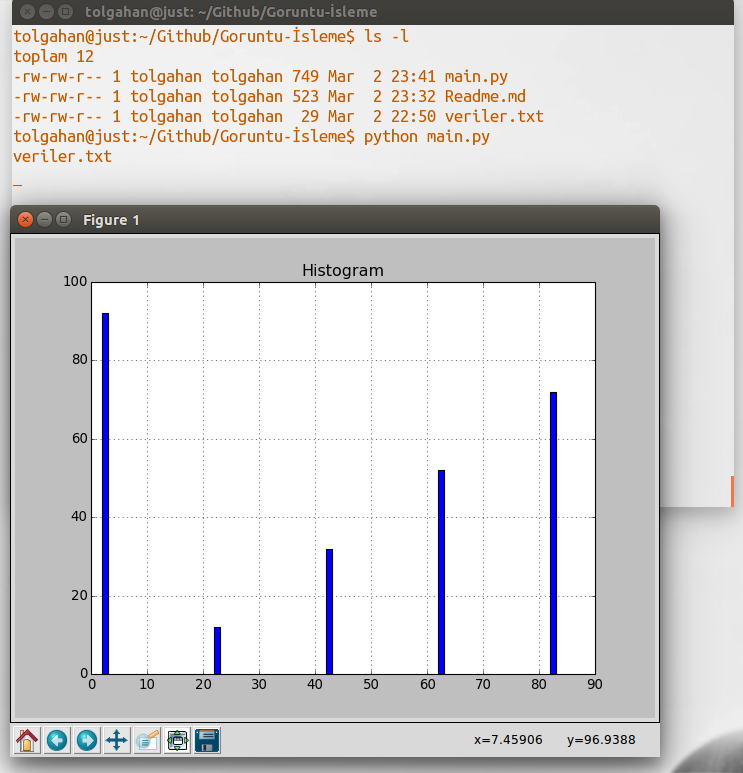 tolgahan@just: ~/Github/Goruntu-İsleme
tolgahan@just:~/Github/Goruntu-İsleme$ ls -l
toplam 12
-rw-rw-r-- 1 tolgahan tolgahan 749 Mar  2 23:41 main.py
-rw-rw-r-- 1 tolgahan tolgahan 523 Mar  2 23:32 Readme.md
-rw-rw-r-- 1 tolgahan tolgahan  29 Mar  2 22:50 veriler.txt
tolgahan@just:~/Github/Goruntu-İsleme$ python main.py
veriler.txt
Figure 1
Histogram
100
80
60
40
20
0
0 10 20 30 40 50 60 70 80 90
x=7.45906 y=96.9388